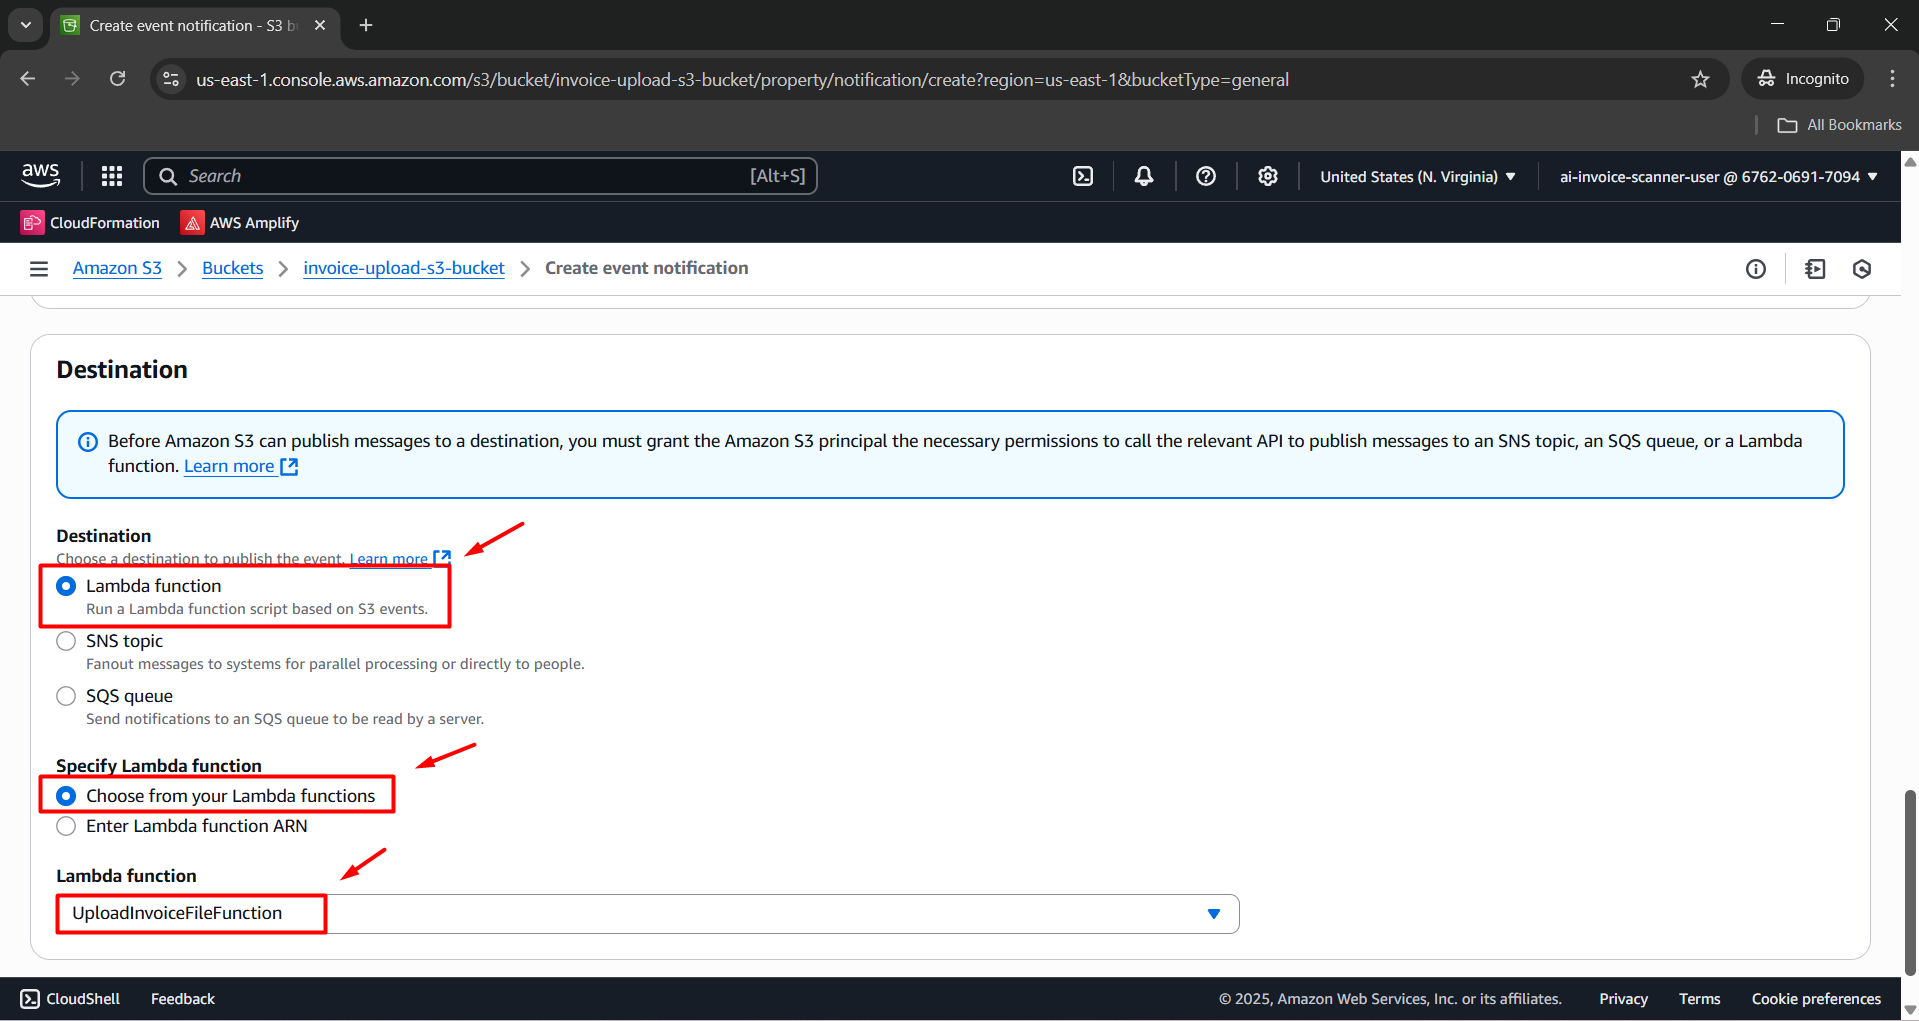 Create event notification - S3 b
us-east-1.console.aws.amazon.com/s3/bucket/invoice-upload-s3-bucket/property/notification/create?region=us-east-1&bucketType=general
Incognito
All Bookmarks
aws
Search
[Alt+S]
United States (N. Virginia)
ai-invoice-scanner-user @ 6762-0691-7094
CloudFormation
AWS Amplify
Amazon S3
Buckets
invoice-upload-s3-bucket
Create event notification
Destination
Before Amazon S3 can publish messages to a destination, you must grant the Amazon S3 principal the necessary permissions to call the relevant API to publish messages to an SNS topic, an SQS queue, or a Lambda
function. Learn more
Destination
Choose a destination to publish the event. Learn more
Lambda function
Run a Lambda function script based on S3 events.
SNS topic
Fanout messages to systems for parallel processing or directly to people.
SQS queue
Send notifications to an SQS queue to be read by a server.
Specify Lambda function
Choose from your Lambda functions
Enter Lambda function ARN
Lambda function
UploadInvoiceFileFunction
CloudShell
Feedback
© 2025, Amazon Web Services, Inc. or its affiliates.
Privacy
Terms
Cookie preferences